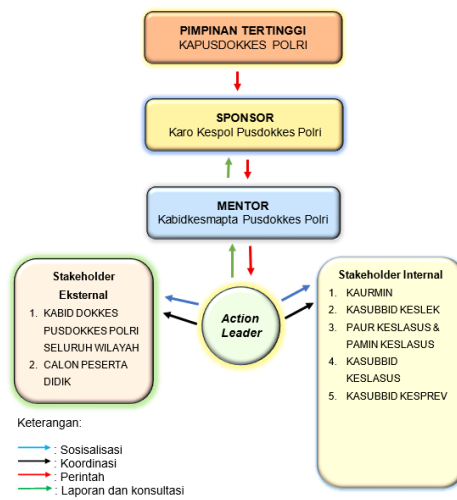 PIMPINAN TERTINGGI
KAPUSDOKKES POLRI
SPONSOR
Karo Kespol Pusdokkes Polri
MENTOR
Kabidkesmapta Pusdokkes Polri
Stakeholder
Eksternal
1. KABID DOKKES
PUSDOKKES POLRI
SELURUH WILAYAH
2. CALON PESERTA
DIDIK
Action
Leader
Stakeholder Internal
1. KAURMIN
2. KASUBBID KESLEK
3. PAUR KESLASUS &
PAMIN KESLASUS
4. KASUBBID
KESLASUS
5. KASUBBID KESPREV
Keterangan:
: Sosisalisasi
: Koordinasi
: Perintah
: Laporan dan konsultasi